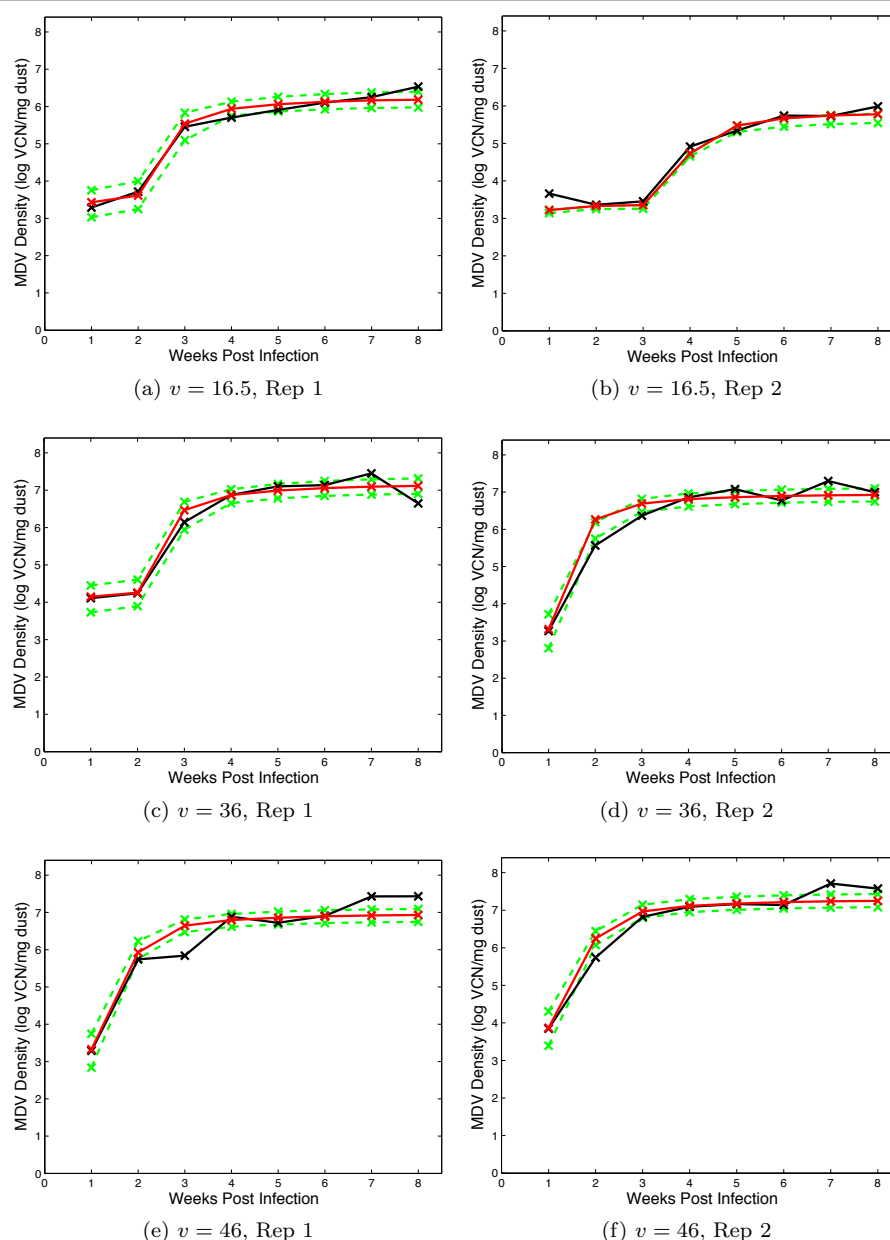 MDV Density (log VCN/mg dust)
8
7
6
5
4
3
2
1
0
0 1 2 3 4 5 6 7 8
Weeks Post Infection
(a) v = 16.5, Rep 1
MDV Density (log VCN/mg dust)
8
7
6
5
4
3
2
1
0
0 1 2 3 4 5 6 7 8
Weeks Post Infection
(b) v = 16.5, Rep 2
MDV Density (log VCN/mg dust)
8
7
6
5
4
3
2
1
0
0 1 2 3 4 5 6 7 8
Weeks Post Infection
(c) v = 36, Rep 1
MDV Density (log VCN/mg dust)
8
7
6
5
4
3
2
1
0
0 1 2 3 4 5 6 7 8
Weeks Post Infection
(d) v = 36, Rep 2
MDV Density (log VCN/mg dust)
8
7
6
5
4
3
2
1
0
0 1 2 3 4 5 6 7 8
Weeks Post Infection
(e) v = 46, Rep 1
MDV Density (log VCN/mg dust)
8
7
6
5
4
3
2
1
0
0 1 2 3 4 5 6 7 8
Weeks Post Infection
(f) v = 46, Rep 2